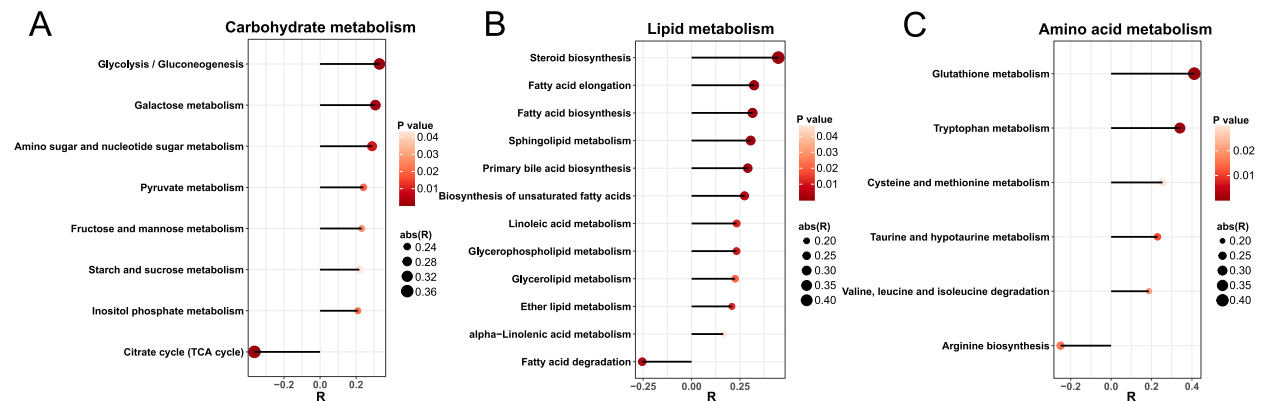 A
Carbohydrate metabolism
Glycolysis / Gluconeogenesis
Galactose metabolism
Amino sugar and nucleotide sugar metabolism
Pyruvate metabolism
Fructose and mannose metabolism
Starch and sucrose metabolism
Inositol phosphate metabolism
Citrate cycle (TCA cycle)
−0.2 0.0 0.2
R
P value
0.04
0.03
0.02
0.01
abs(R)
0.24
0.28
0.32
0.36
B
Lipid metabolism
Steroid biosynthesis
Fatty acid elongation
Fatty acid biosynthesis
Sphingolipid metabolism
Primary bile acid biosynthesis
Biosynthesis of unsaturated fatty acids
Linoleic acid metabolism
Glycerophospholipid metabolism
Glycerolipid metabolism
Ether lipid metabolism
alpha−Linolenic acid metabolism
Fatty acid degradation
−0.25 0.00 0.25
R
P value
0.04
0.03
0.02
0.01
abs(R)
0.20
0.25
0.30
0.35
0.40
C
Amino acid metabolism
Glutathione metabolism
Tryptophan metabolism
Cysteine and methionine metabolism
Taurine and hypotaurine metabolism
Valine, leucine and isoleucine degradation
Arginine biosynthesis
−0.2 0.0 0.2 0.4
R
P value
0.02
0.01
abs(R)
0.20
0.25
0.30
0.35
0.40